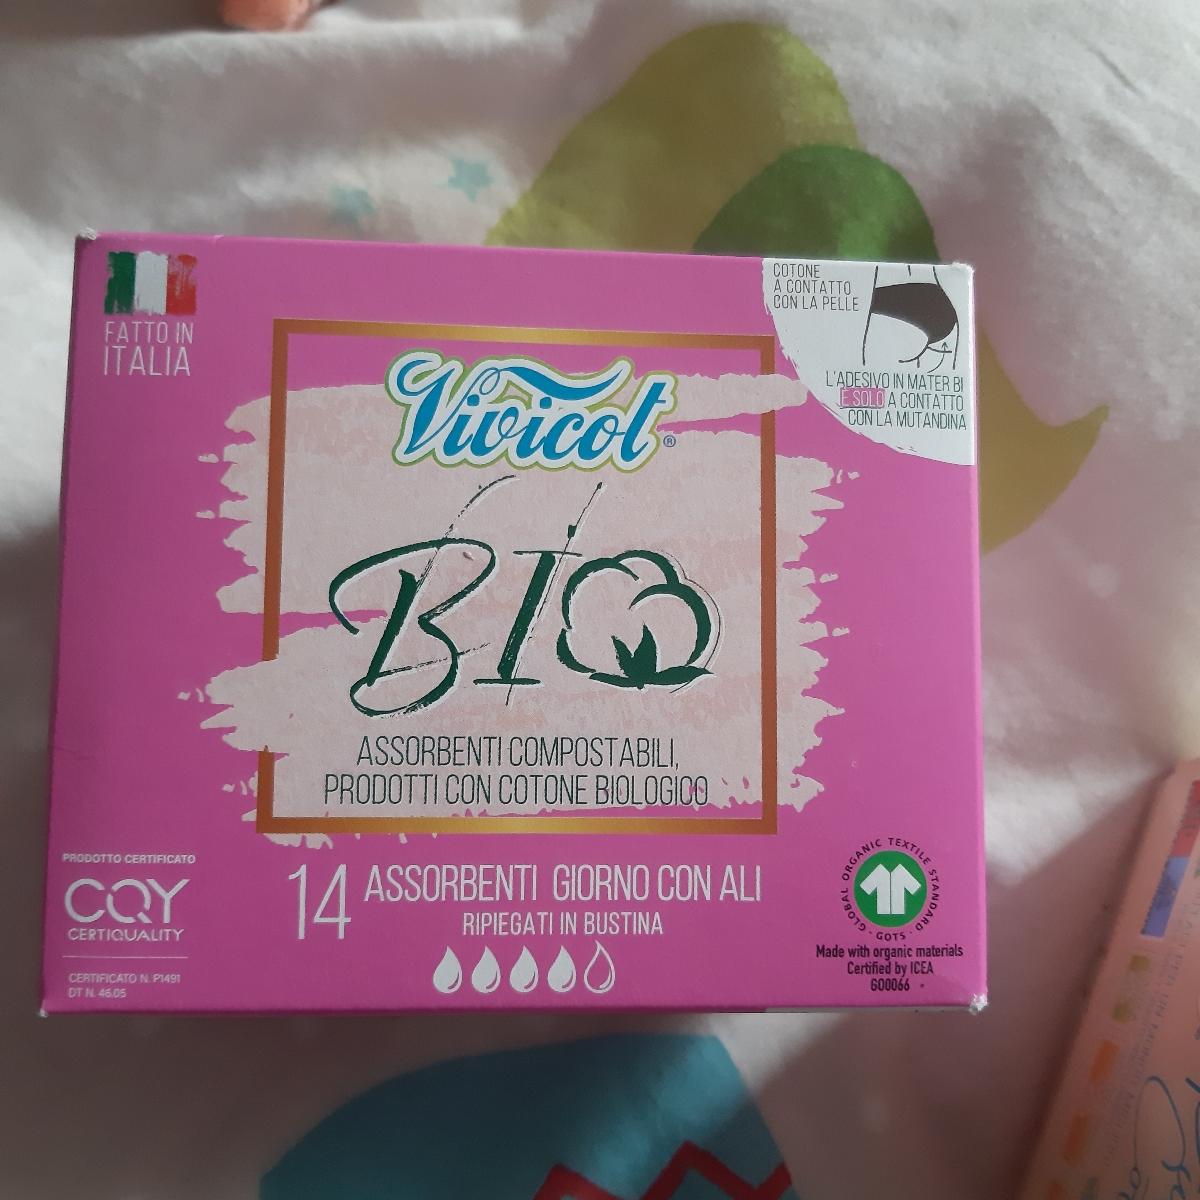 FATTO IN
ITALIA
COTONE
A CONTATTO
CON LA PELLE
L'ADESIVO IN MATER BI
È SOLO A CONTATTO
CON LA MUTANDINA
Vivicot®
BIO
ASSORBENTI COMPOSTABILI,
PRODOTTI CON COTONE BIOLOGICO
14 ASSORBENTI GIORNO CON ALI
RIPIEGATI IN BUSTINA
PRODOTTO CERTIFICATO
CQY
CERTIQUALITY
CERTIFICATO N. P1491
DT N. 46.05
GLOBAL ORGANIC TEXTILE STANDARD
· GOTS ·
Made with organic materials
Certified by ICEA
G00066